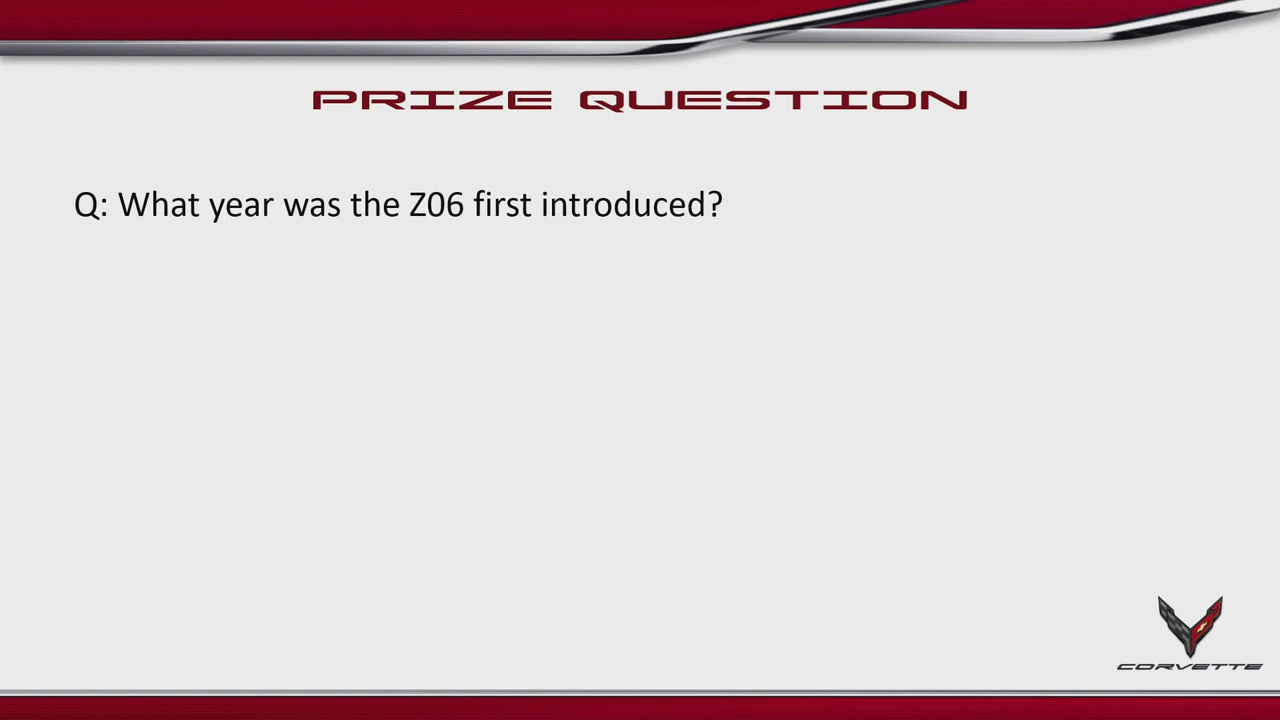 PRIZE QUESTION
Q: What year was the Z06 first introduced?
CORVETTE